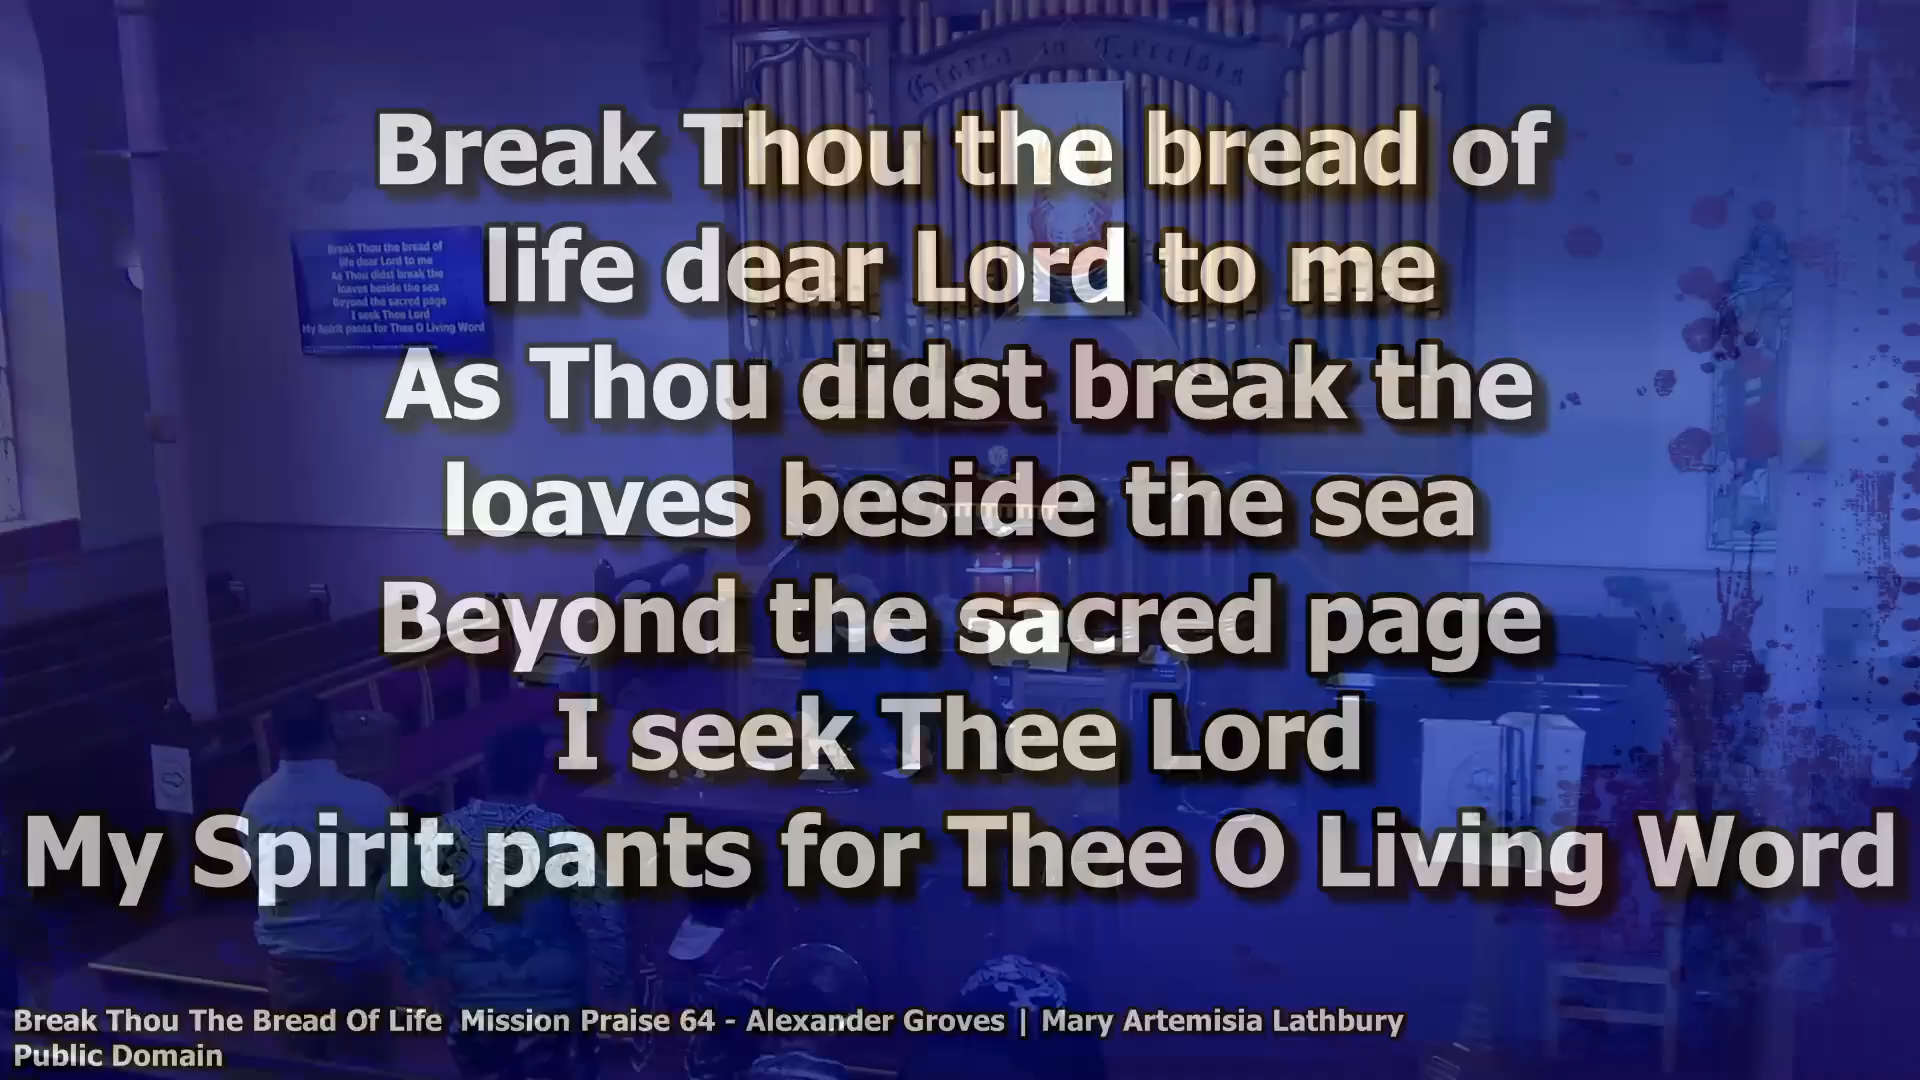 Gloria in Excelsis
Break Thou the bread of
life dear Lord to me
As Thou didst break the
loaves beside the sea
Beyond the sacred page
I seek Thee Lord
My Spirit pants for Thee O Living Word
Break Thou the bread of
life dear Lord to me
As Thou didst break the
loaves beside the sea
Beyond the sacred page
I seek Thee Lord
My Spirit pants for Thee O Living Word
Break Thou The Bread Of Life Mission Praise 64 - Alexander Groves | Mary Artemisia Lathbury
Public Domain